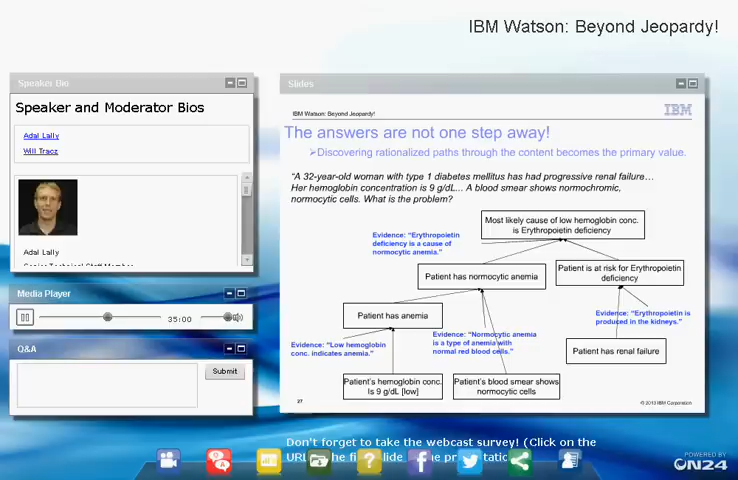 IBM Watson: Beyond Jeopardy!
Speaker Bio
Speaker and Moderator Bios
Adal Lally
Will Tracz
Adal Lally
Senior Technical Staff Member
Media Player
35:00
Q&A
Submit
Slides
IBM Watson: Beyond Jeopardy!
IBM
The answers are not one step away!
➢Discovering rationalized paths through the content becomes the primary value.
“A 32-year-old woman with type 1 diabetes mellitus has had progressive renal failure…
Her hemoglobin concentration is 9 g/dL… A blood smear shows normochromic,
normocytic cells. What is the problem?
Most likely cause of low hemoglobin conc.
is Erythropoietin deficiency
Evidence: “Erythropoietin
deficiency is a cause of
normocytic anemia.”
Patient has normocytic anemia
Patient is at risk for Erythropoietin
deficiency
Patient has anemia
Evidence: “Erythropoietin is
produced in the kidneys.”
Evidence: “Low hemoglobin
conc. indicates anemia.”
Evidence: “Normocytic anemia
is a type of anemia with
normal red blood cells.”
Patient has renal failure
Patient's hemoglobin conc.
Is 9 g/dL [low]
Patient's blood smear shows
normocytic cells
27
© 2013 IBM Corporation
Don't forget to take the webcast survey! (Click on the
POWERED BY
ON24